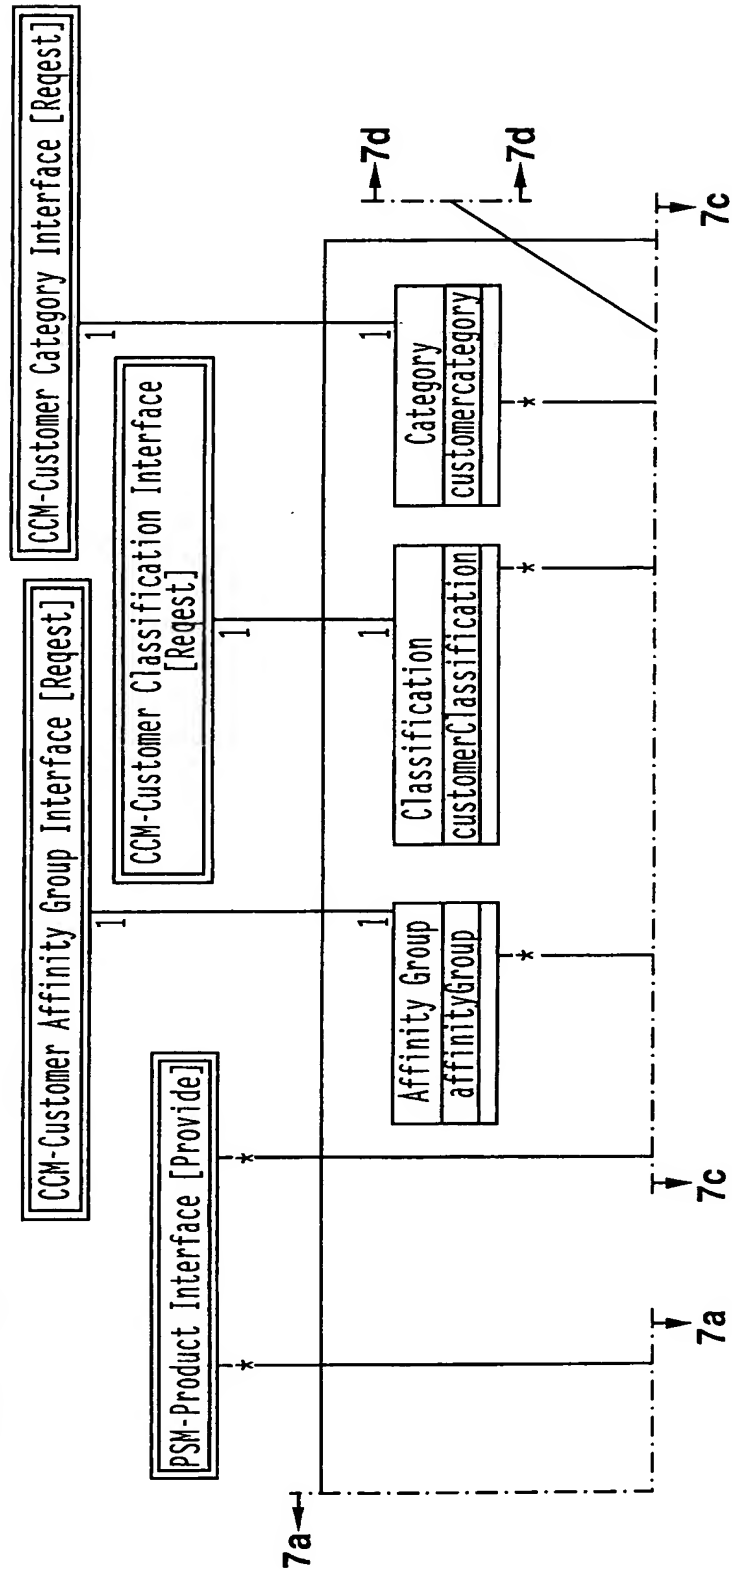 CCM-Customer Category Interface [Reqest]
CCM-Customer Affinity Group Interface [Reqest]
CCM-Customer Classification Interface
[Reqest]
PSM-Product Interface [Provide]
1
1
1
*
*
7a
1
1
1
7d
Affinity Group
affinityGroup
Classification
customerClassification
Category
customercategory
*
*
*
7d
7a
7c
7c